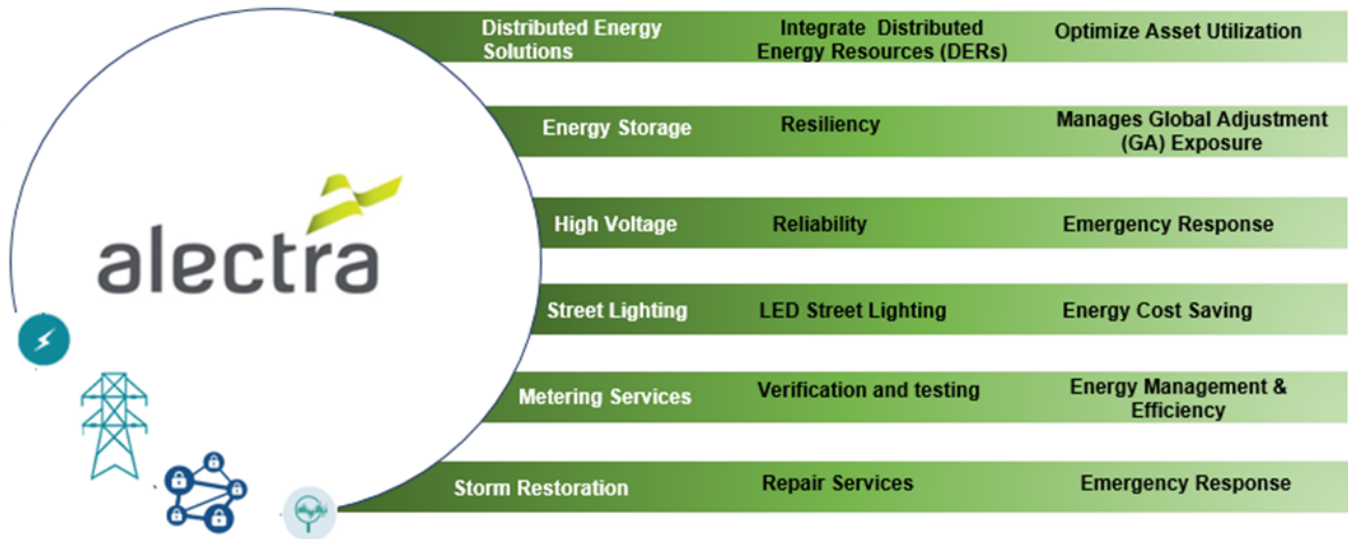 alectra
Distributed Energy
Solutions
Integrate Distributed
Energy Resources (DERs)
Optimize Asset Utilization
Energy Storage
Resiliency
Manages Global Adjustment
(GA) Exposure
High Voltage
Reliability
Emergency Response
Street Lighting
LED Street Lighting
Energy Cost Saving
Metering Services
Verification and testing
Energy Management &
Efficiency
Storm Restoration
Repair Services
Emergency Response